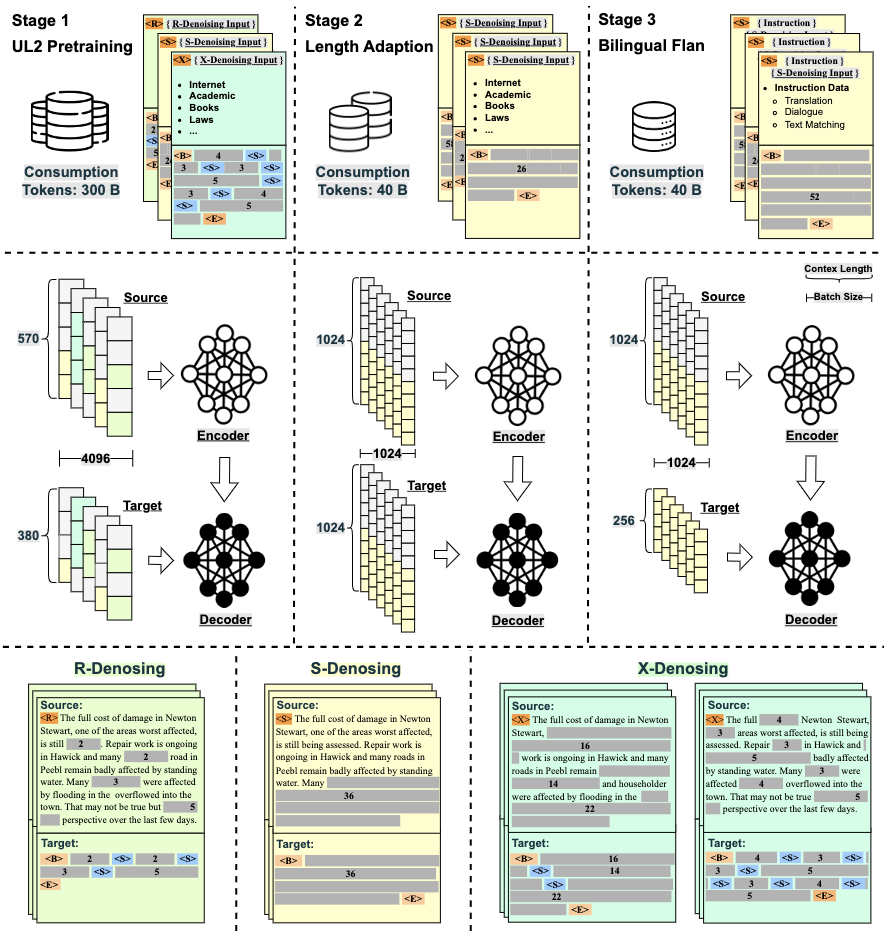 Stage 1
UL2 Pretraining
<R> { R-Denoising Input }
<S> { S-Denoising Input }
<X> { X-Denoising Input }
• Internet
• Academic
• Books
• Laws
• ...
Consumption
Tokens: 300 B
<B> 4 <S>
3 <S> 3 <S>
5 <S>
3 <S> 4
<S> 5
<E>
Stage 2
Length Adaption
<S> { S-Denoising Input }
<S> { S-Denoising Input }
<S> { S-Denoising Input }
• Internet
• Academic
• Books
• Laws
• ...
Consumption
Tokens: 40 B
<B>
26
<E>
Stage 3
Bilingual Flan
<S> { Instruction }
<S> { Instruction }
<S> { Instruction }
{ S-Denoising Input }
• Instruction Data
o Translation
o Dialogue
o Text Matching
Consumption
Tokens: 40 B
<B>
52
<E>
Source
570
Encoder
4096
Target
380
Decoder
Source
1024
Encoder
1024
Target
1024
Decoder
Contex Length
Batch Size
Source
1024
Encoder
1024
Target
256
Decoder
R-Denosing
Source:
<R> The full cost of damage in Newton
Stewart, one of the areas worst affected,
is still 2 . Repair work is ongoing
in Hawick and many 2 road in
Peebl remain badly affected by standing
water. Many 3 were affected
by flooding in the overflowed into the
town. That may not be true but 5
perspective over the last few days.
Target:
<B> 2 <S> 2 <S>
3 <S> 5
<E>
S-Denosing
Source:
<S> The full cost of damage in Newton
Stewart, one of the areas worst affected,
is still being assessed. Repair work is
ongoing in Hawick and many roads in
Peebl remain badly affected by standing
water. Many
36
Target:
<B>
36
<E>
X-Denosing
Source:
<X> The full cost of damage in Newton
Stewart,
16
work is ongoing in Hawick and many
roads in Peebl remain
14 and householder
were affected by flooding in the
22
Target:
<B> 16
<S> 14
<S>
22
<E>
Source:
<X> The full 4 Newton Stewart,
3 areas worst affected, is still being
assessed. Repair 3 in Hawick and
5 badly affected
by standing water. Many 3 were
affected 4 overflowed into the
town. That may not be true 5
perspective over the last few days.
Target:
<B> 4 <S> 3 <S>
3 <S> 5
<S> 3 <S> 4 <S>
5 <E>